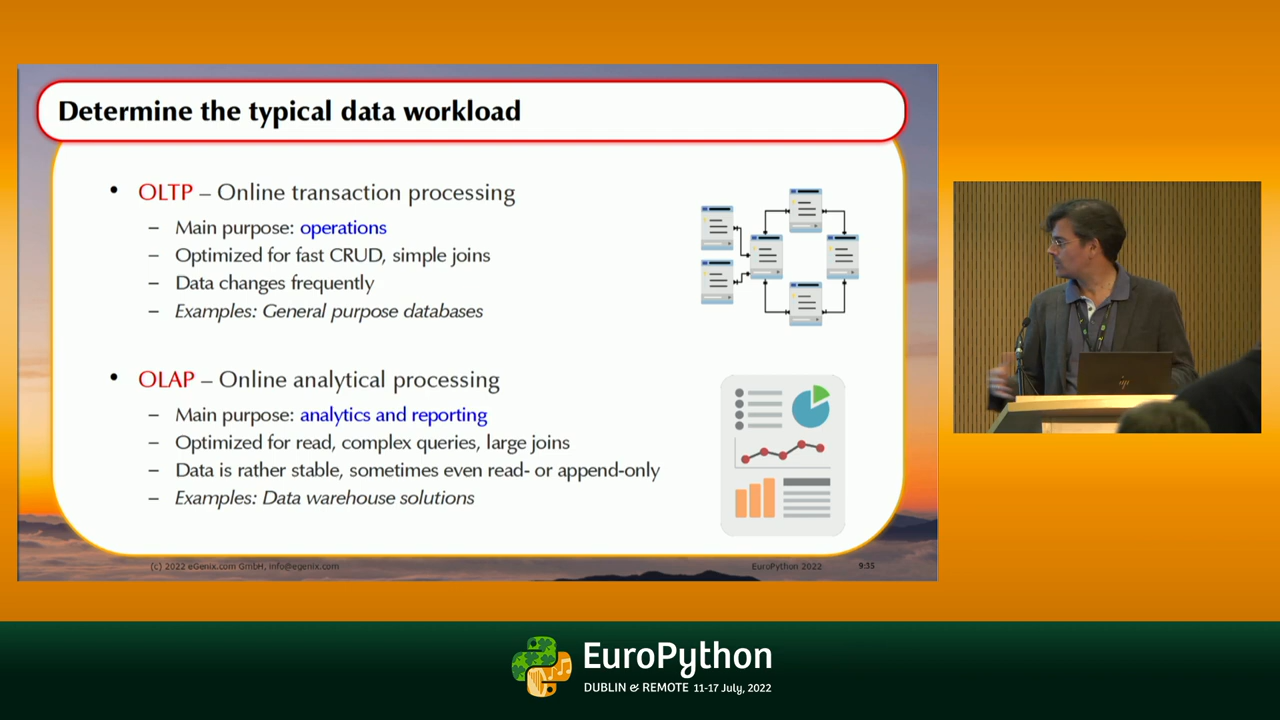 Determine the typical data workload
• OLTP – Online transaction processing
– Main purpose: operations
– Optimized for fast CRUD, simple joins
– Data changes frequently
– Examples: General purpose databases
• OLAP – Online analytical processing
– Main purpose: analytics and reporting
– Optimized for read, complex queries, large joins
– Data is rather stable, sometimes even read- or append-only
– Examples: Data warehouse solutions
(c) 2022 eGenix.com GmbH, info@egenix.com
EuroPython 2022
9:35
hp
EuroPython
DUBLIN & REMOTE 11-17 July, 2022